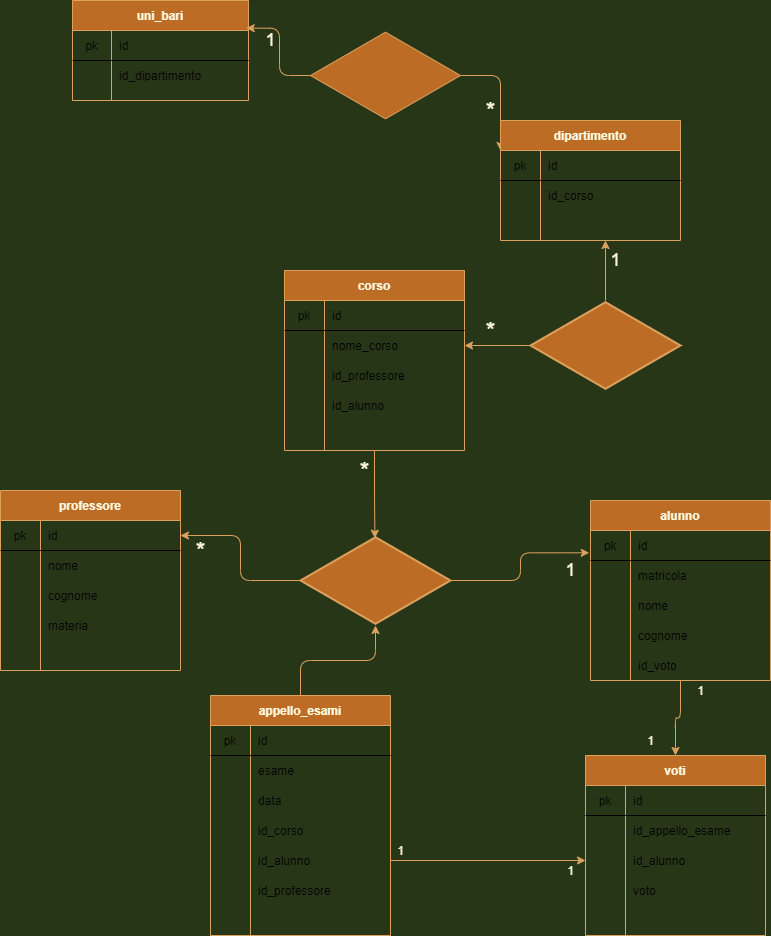 uni_bari
pk id
id_dipartimento
1
*
dipartimento
pk id
id_corso
1
corso
pk id
nome_corso
id_professore
id_alunno
*
*
professore
pk id
nome
cognome
materia
*
alunno
pk id
matricola
nome
cognome
id_voto
1
1
1
appello_esami
pk id
esame
data
id_corso
id_alunno
id_professore
1
1
voti
pk id
id_appello_esame
id_alunno
voto